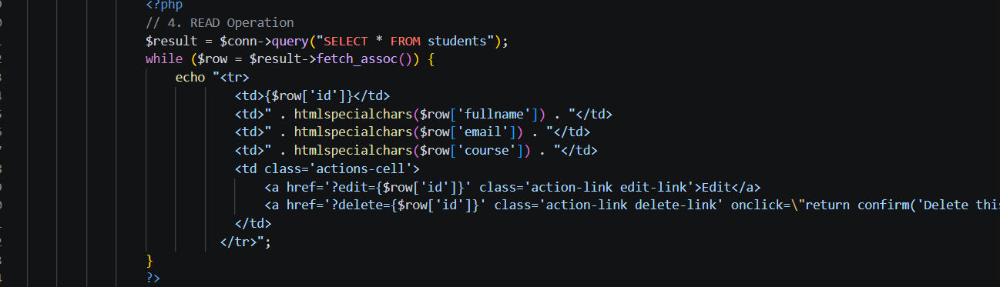 <?php
// 4. READ Operation
$result = $conn->query("SELECT * FROM students");
while ($row = $result->fetch_assoc()) {
echo "<tr>
<td>{$row['id']}</td>
<td>" . htmlspecialchars($row['fullname']) . "</td>
<td>" . htmlspecialchars($row['email']) . "</td>
<td>" . htmlspecialchars($row['course']) . "</td>
<td class='actions-cell'>
<a href='?edit={$row['id']}' class='action-link edit-link'>Edit</a>
<a href='?delete={$row['id']}' class='action-link delete-link' onclick=\"return confirm('Delete this
</td>
</tr>";
}
?>